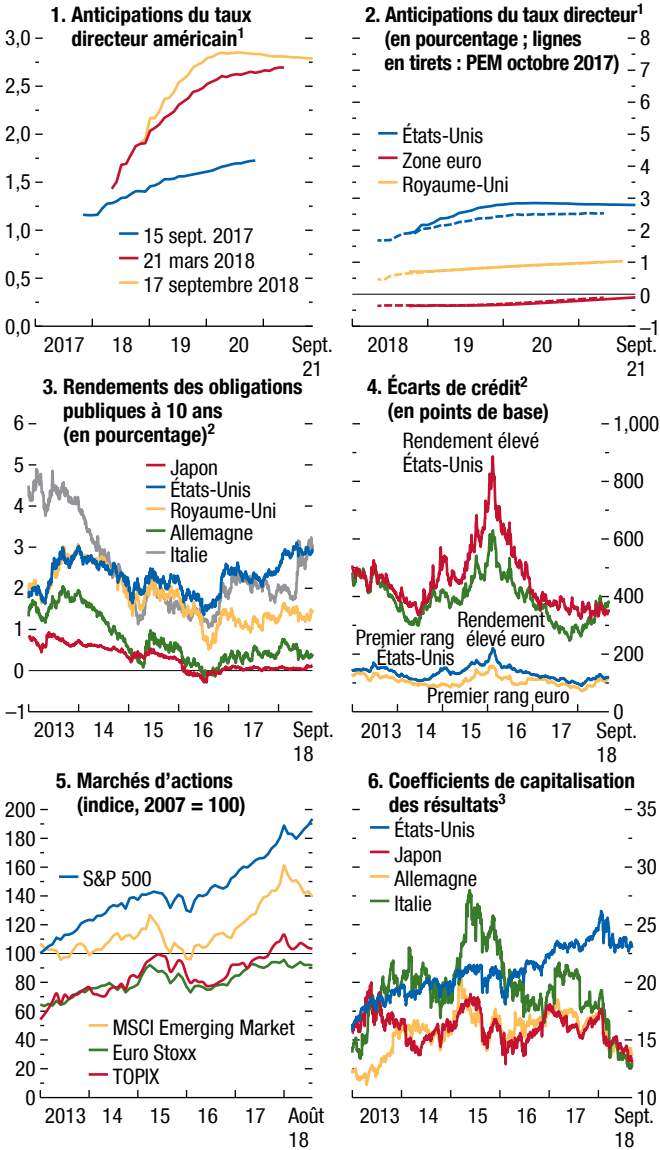 1. Anticipations du taux
directeur américain¹
3,0
2,5
2,0
1,5
1,0
0,5
0,0
15 sept. 2017
21 mars 2018
17 septembre 2018
2017 18 19 20 Sept.
21
2. Anticipations du taux directeur¹
(en pourcentage ; lignes
en tirets : PEM octobre 2017)
8
7
6
5
4
3
2
1
0
–1
États-Unis
Zone euro
Royaume-Uni
2018 19 20 Sept.
21
3. Rendements des obligations
publiques à 10 ans
(en pourcentage)²
6
5
4
3
2
1
0
–1
Japon
États-Unis
Royaume-Uni
Allemagne
Italie
2013 14 15 16 17 Sept.
18
4. Écarts de crédit²
(en points de base)
1,000
800
600
400
200
0
Rendement élevé
États-Unis
Premier rang
États-Unis
Rendement
élevé euro
Premier rang euro
2013 14 15 16 17 Sept.
18
5. Marchés d’actions
(indice, 2007 = 100)
200
180
160
140
120
100
80
60
40
20
0
S&P 500
MSCI Emerging Market
Euro Stoxx
TOPIX
2013 14 15 16 17 Août
18
6. Coefficients de capitalisation
des résultats³
35
30
25
20
15
10
États-Unis
Japon
Allemagne
Italie
2013 14 15 16 17 Sept.
18